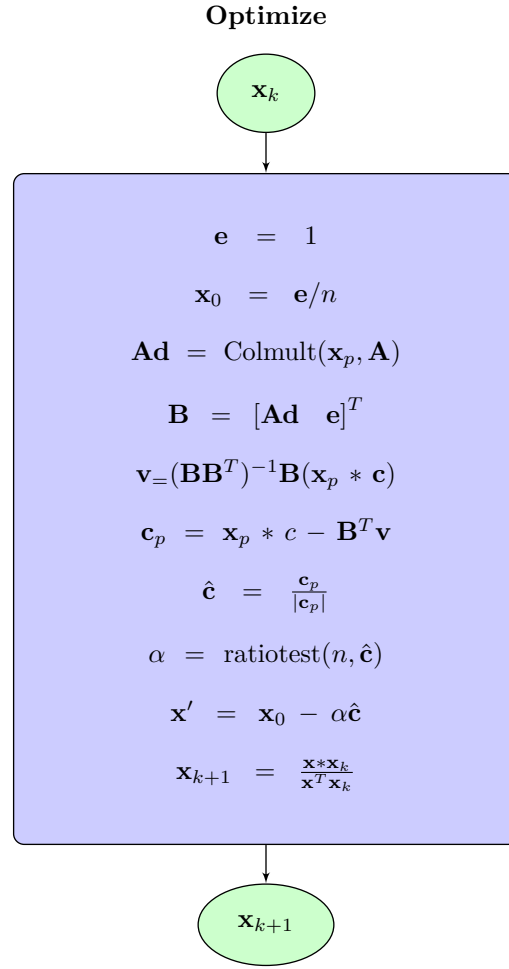 Optimize
x_k
e = 1
x_0 = e/n
Ad = Colmult(x_p, A)
B = [Ad e]^T
v_=(BB^T)^{-1}B(x_p * c)
c_p = x_p * c − B^T v
ĉ = c_p / |c_p|
α = ratiotest(n, ĉ)
x′ = x_0 − αĉ
x_{k+1} = x*x_k / x^T x_k
x_{k+1}